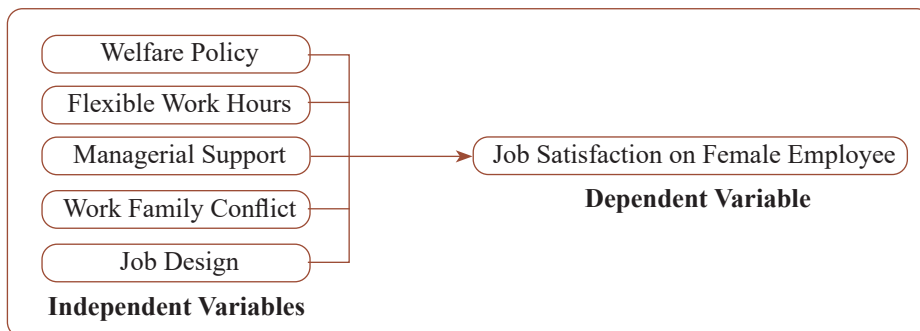 Welfare Policy
Flexible Work Hours
Managerial Support
Work Family Conflict
Job Design
Independent Variables
Job Satisfaction on Female Employee
Dependent Variable